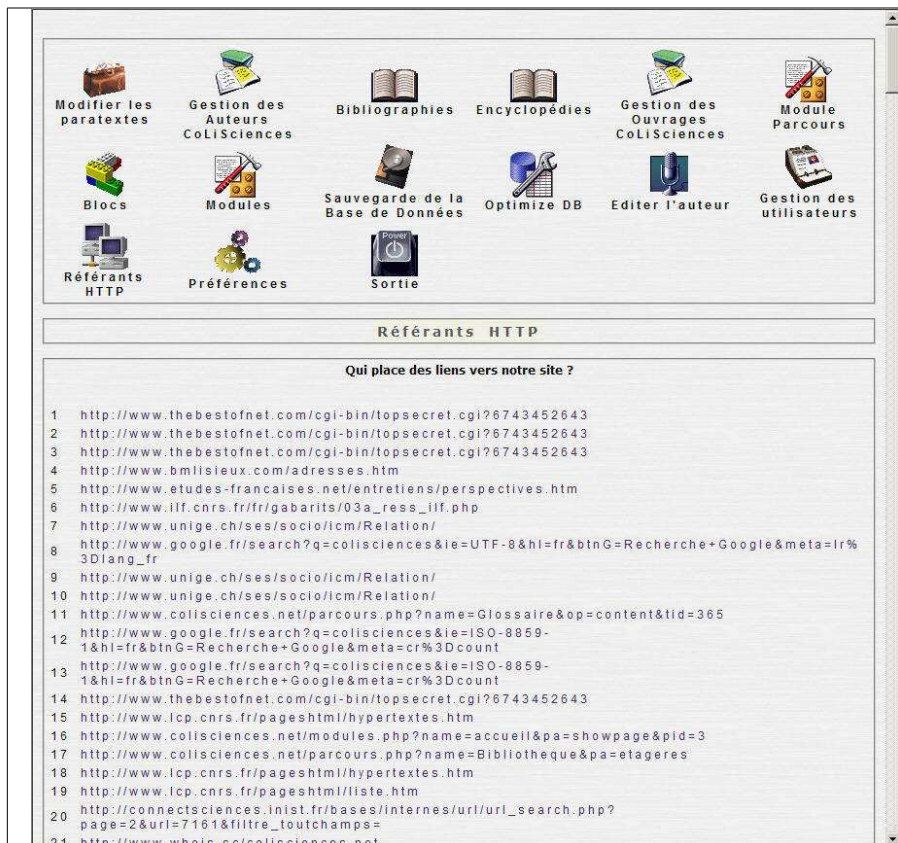 Modifier les
paratextes
Gestion des
Auteurs
CoLiSciences
Bibliographies
Encyclopédies
Gestion des
Ouvrages
CoLiSciences
Module
Parcours
Blocs
Modules
Sauvegarde de la
Base de Données
Optimize DB
Editer l'auteur
Gestion des
utilisateurs
Référants
HTTP
Préférences
Power
Sortie
Référants HTTP
Qui place des liens vers notre site ?
1 http://www.thebestofnet.com/cgi-bin/topsecret.cgi?6743452643
2 http://www.thebestofnet.com/cgi-bin/topsecret.cgi?6743452643
3 http://www.thebestofnet.com/cgi-bin/topsecret.cgi?6743452643
4 http://www.bmlisieux.com/adresses.htm
5 http://www.etudes-francaises.net/entretiens/perspectives.htm
6 http://www.ilf.cnrs.fr/fr/gabarits/03a_ress_ilf.php
7 http://www.unige.ch/ses/socio/icm/Relation/
8 http://www.google.fr/search?q=colisciences&ie=UTF-8&hl=fr&btnG=Recherche+Google&meta=lr%
3Dlang_fr
9 http://www.unige.ch/ses/socio/icm/Relation/
10 http://www.unige.ch/ses/socio/icm/Relation/
11 http://www.colisciences.net/parcours.php?name=Glossaire&op=content&tid=365
12 http://www.google.fr/search?q=colisciences&ie=ISO-8859-
1&hl=fr&btnG=Recherche+Google&meta=cr%3Dcount
13 http://www.google.fr/search?q=colisciences&ie=ISO-8859-
1&hl=fr&btnG=Recherche+Google&meta=cr%3Dcount
14 http://www.thebestofnet.com/cgi-bin/topsecret.cgi?6743452643
15 http://www.lcp.cnrs.fr/pageshtml/hypertextes.htm
16 http://www.colisciences.net/modules.php?name=accueil&pa=showpage&pid=3
17 http://www.colisciences.net/parcours.php?name=Bibliotheque&pa=etageres
18 http://www.lcp.cnrs.fr/pageshtml/hypertextes.htm
19 http://www.lcp.cnrs.fr/pageshtml/liste.htm
20 http://connectsciences.inist.fr/bases/internes/url/url_search.php?
page=2&url=7161&filtre_toutchamps=
21 http://www.whois.sc/colisciences.net